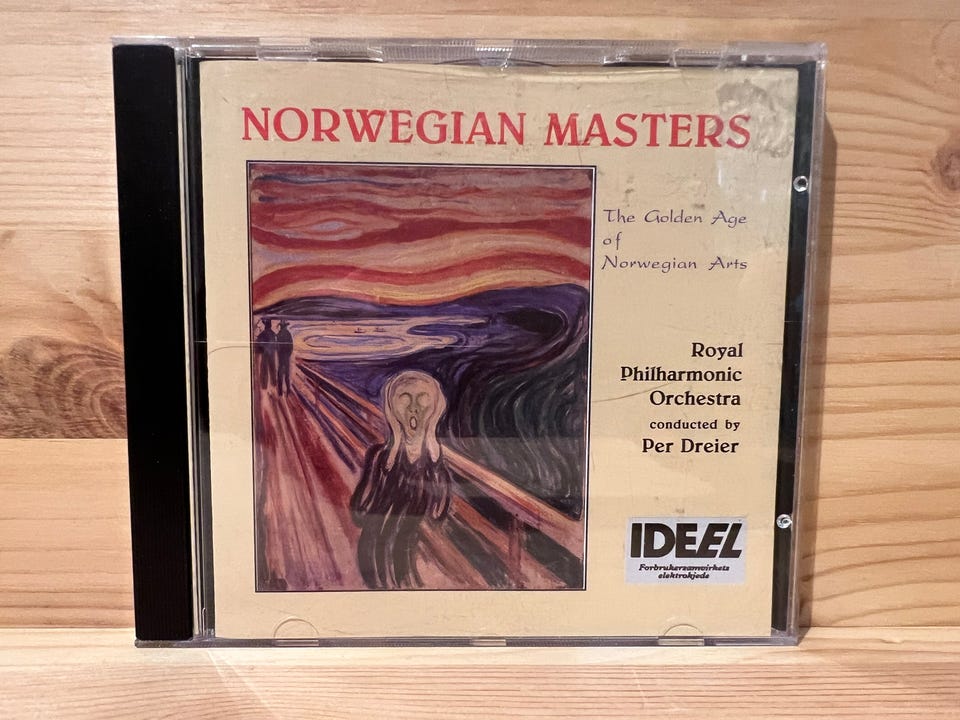 NORWEGIAN MASTERS
The Golden Age
of
Norwegian Arts
Royal
Philharmonic
Orchestra
conducted by
Per Dreier
IDEEL
Forbrukersamvirkets
elektrokjede